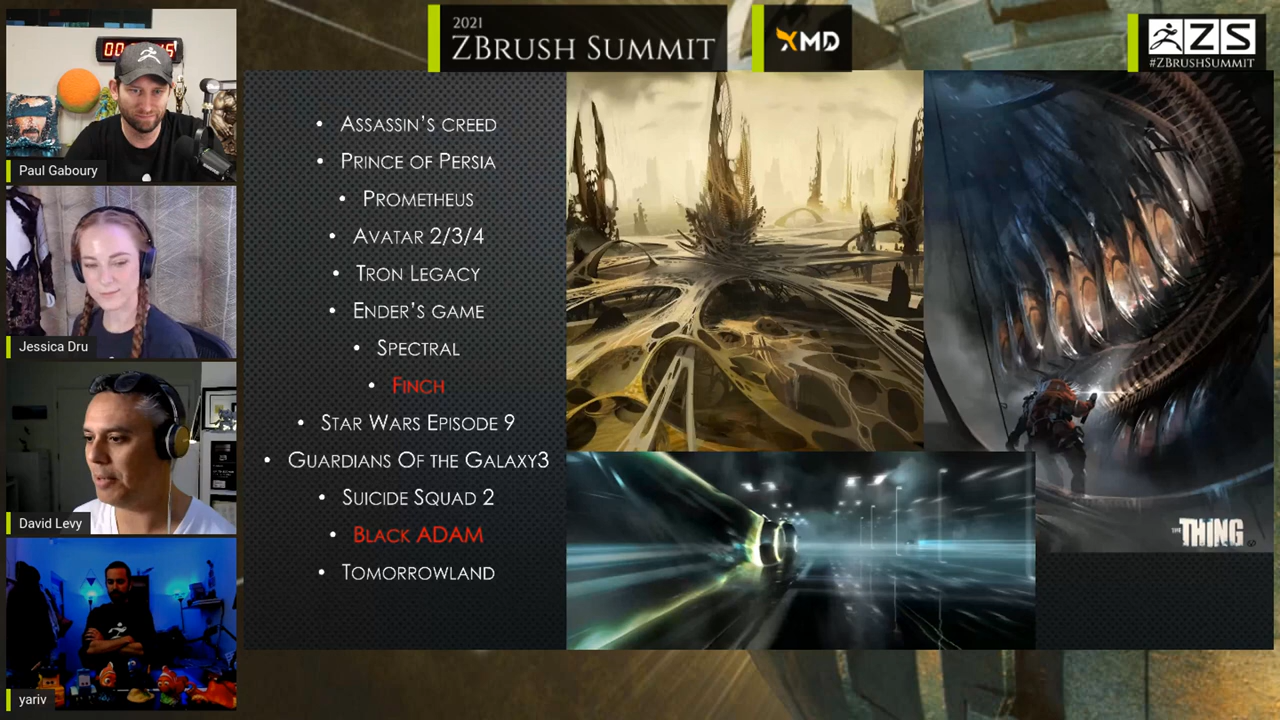 2021
ZBRUSH SUMMIT
XMD
ZS
#ZBRUSHSUMMIT
Paul Gaboury
Jessica Dru
David Levy
yariv
• ASSASSIN'S CREED
• PRINCE OF PERSIA
• PROMETHEUS
• AVATAR 2/3/4
• TRON LEGACY
• ENDER'S GAME
• SPECTRAL
• FINCH
• STAR WARS EPISODE 9
• GUARDIANS OF THE GALAXY3
• SUICIDE SQUAD 2
• BLACK ADAM
• TOMORROWLAND
THE THING